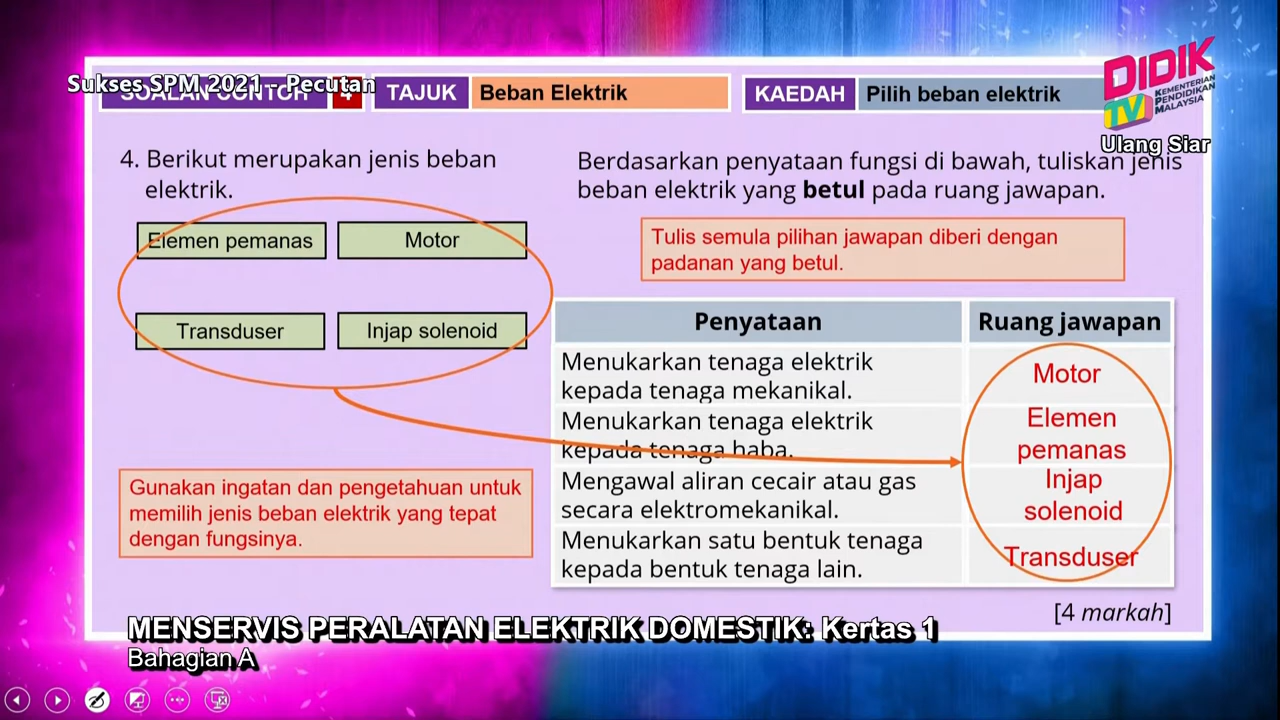 Sukses SPM 2021 - Pecutan
SOALAN CONTOH 4 TAJUK Beban Elektrik KAEDAH Pilih beban elektrik
DIDIK
TV KEMENTERIAN
PENDIDIKAN
MALAYSIA
Ulang Siar
4. Berikut merupakan jenis beban
elektrik.
Elemen pemanas Motor
Transduser Injap solenoid
Gunakan ingatan dan pengetahuan untuk
memilih jenis beban elektrik yang tepat
dengan fungsinya.
Berdasarkan penyataan fungsi di bawah, tuliskan jenis
beban elektrik yang betul pada ruang jawapan.
Tulis semula pilihan jawapan diberi dengan
padanan yang betul.
Penyataan Ruang jawapan
Menukarkan tenaga elektrik
kepada tenaga mekanikal.
Motor
Menukarkan tenaga elektrik
kepada tenaga haba.
Elemen
pemanas
Mengawal aliran cecair atau gas
secara elektromekanikal.
Injap
solenoid
Menukarkan satu bentuk tenaga
kepada bentuk tenaga lain.
Transduser
[4 markah]
MENSERVIS PERALATAN ELEKTRIK DOMESTIK: Kertas 1
Bahagian A